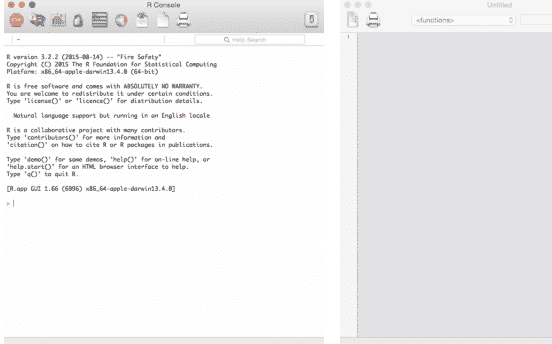 R Console
Help Search
R version 3.2.2 (2015-08-14) -- "Fire Safety"
Copyright (C) 2015 The R Foundation for Statistical Computing
Platform: x86_64-apple-darwin13.4.0 (64-bit)
R is free software and comes with ABSOLUTELY NO WARRANTY.
You are welcome to redistribute it under certain conditions.
Type 'license()' or 'licence()' for distribution details.
Natural language support but running in an English locale
R is a collaborative project with many contributors.
Type 'contributors()' for more information and
'citation()' on how to cite R or R packages in publications.
Type 'demo()' for some demos, 'help()' for on-line help, or
'help.start()' for an HTML browser interface to help.
Type 'q()' to quit R.
[R.app GUI 1.66 (6996) x86_64-apple-darwin13.4.0]
>
Untitled
<functions>
1